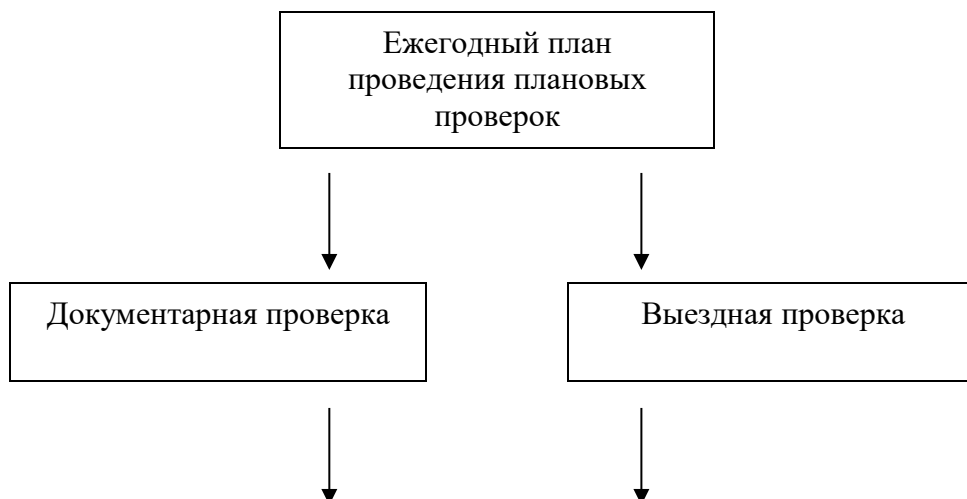 Ежегодный план
проведения плановых
проверок
Документарная проверка
Выездная проверка